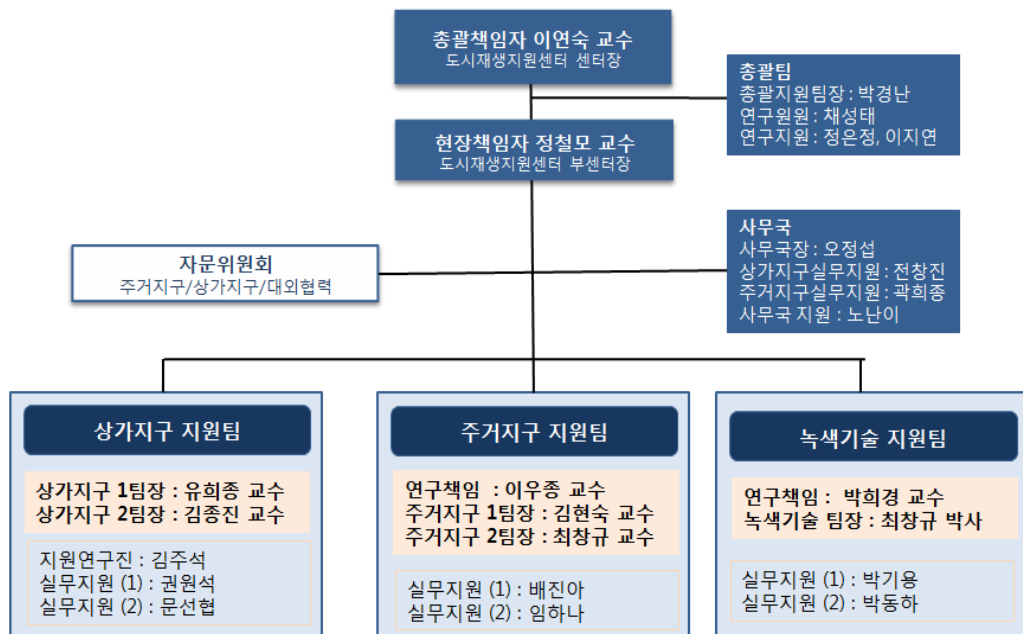 총괄책임자 이연숙 교수
도시재생지원센터 센터장
총괄팀
총괄지원팀장 : 박경난
연구원원 : 채성태
연구지원 : 정은정, 이지연
현장책임자 정철모 교수
도시재생지원센터 부센터장
사무국
사무국장 : 오정섭
상가지구실무지원 : 전창진
주거지구실무지원 : 곽희종
사무국 지원 : 노난이
자문위원회
주거지구/상가지구/대외협력
상가지구 지원팀
상가지구 1팀장 : 유희종 교수
상가지구 2팀장 : 김종진 교수
지원연구진 : 김주석
실무지원 (1) : 권원석
실무지원 (2) : 문선협
주거지구 지원팀
연구책임 : 이우종 교수
주거지구 1팀장 : 김현숙 교수
주거지구 2팀장 : 최창규 교수
실무지원 (1) : 배진아
실무지원 (2) : 임하나
녹색기술 지원팀
연구책임 : 박희경 교수
녹색기술 팀장 : 최창규 박사
실무지원 (1) : 박기용
실무지원 (2) : 박동하